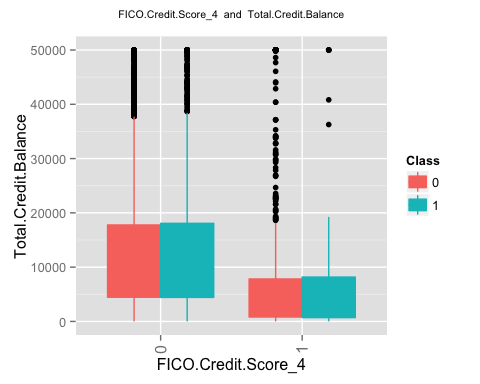 FICO.Credit.Score_4 and Total.Credit.Balance
50000
40000
30000
20000
10000
0
Total.Credit.Balance
0
1
FICO.Credit.Score_4
Class
0
1